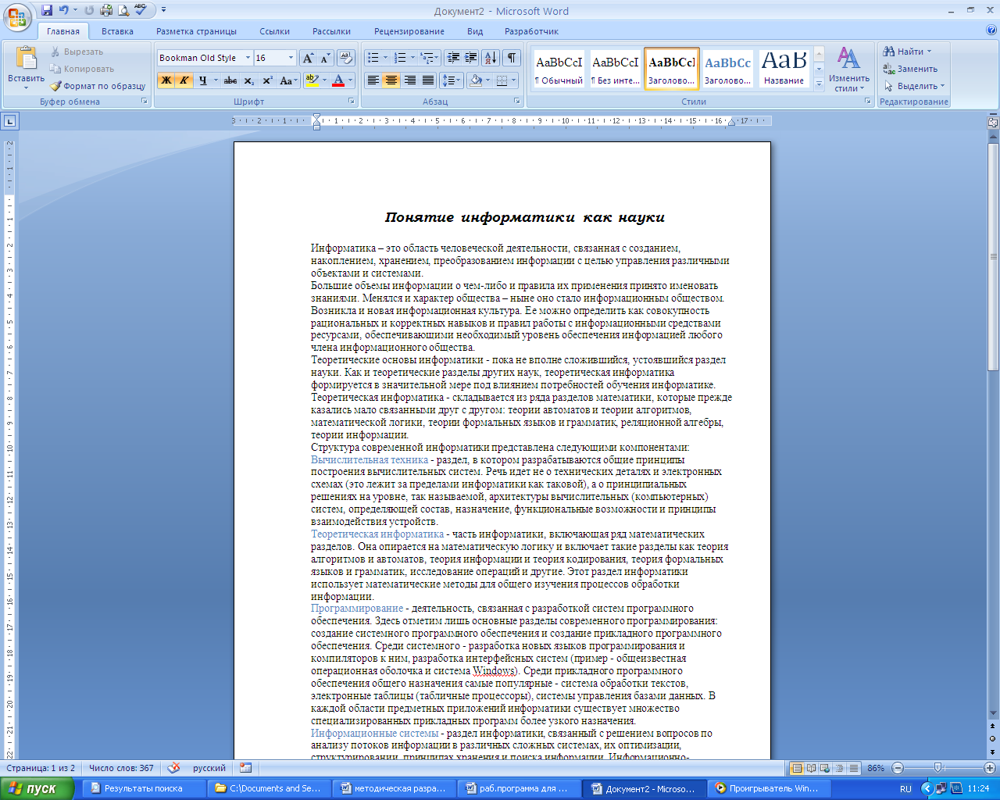 Документ2 - Microsoft Word
Главная Вставка Разметка страницы Ссылки Рассылки Рецензирование Вид Разработчик
Вставить
Вырезать
Копировать
Формат по образцу
Буфер обмена
Bookman Old Style 16
Ж К Ч abc x₂ x² Aa
Шрифт
Абзац
АаBbCcI АаBbCcI АаBbCcI АаBbCc АаВ
¶ Обычный ¶ Без инте... Заголово... Заголово... Название
Изменить стили
Стили
Найти
Заменить
Выделить
Редактирование
3 2 1 1 2 3 4 5 6 7 8 9 10 11 12 13 14 15 16 17
Понятие информатики как науки
Информатика – это область человеческой деятельности, связанная с созданием,
накоплением, хранением, преобразованием информации с целью управления различными
объектами и системами.
Большие объемы информации о чем-либо и правила их применения принято именовать
знаниями. Менялся и характер общества – ныне оно стало информационным обществом.
Возникла и новая информационная культура. Ее можно определить как совокупность
рациональных и корректных навыков и правил работы с информационными средствами
ресурсами, обеспечивающими необходимый уровень обеспечения информацией любого
члена информационного общества.
Теоретические основы информатики - пока не вполне сложившийся, устоявшийся раздел
науки. Как и теоретические разделы других наук, теоретическая информатика
формируется в значительной мере под влиянием потребностей обучения информатике.
Теоретическая информатика - складывается из ряда разделов математики, которые прежде
казались мало связанными друг с другом: теории автоматов и теории алгоритмов,
математической логики, теории формальных языков и грамматик, реляционной алгебры,
теории информации.
Структура современной информатики представлена следующими компонентами:
Вычислительная техника - раздел, в котором разрабатываются общие принципы
построения вычислительных систем. Речь идет не о технических деталях и электронных
схемах (это лежит за пределами информатики как таковой), а о принципиальных
решениях на уровне, так называемой, архитектуры вычислительных (компьютерных)
систем, определяющей состав, назначение, функциональные возможности и принципы
взаимодействия устройств.
Теоретическая информатика - часть информатики, включающая ряд математических
разделов. Она опирается на математическую логику и включает такие разделы как теория
алгоритмов и автоматов, теория информации и теория кодирования, теория формальных
языков и грамматик, исследование операций и другие. Этот раздел информатики
использует математические методы для общего изучения процессов обработки
информации.
Программирование - деятельность, связанная с разработкой систем программного
обеспечения. Здесь отметим лишь основные разделы современного программирования:
создание системного программного обеспечения и создание прикладного программного
обеспечения. Среди системного - разработка новых языков программирования и
компиляторов к ним, разработка интерфейсных систем (пример - общеизвестная
операционная оболочка и система Windows). Среди прикладного программного
обеспечения общего назначения самые популярные - система обработки текстов,
электронные таблицы (табличные процессоры), системы управления базами данных. В
каждой области предметных приложений информатики существует множество
специализированных прикладных программ более узкого назначения.
Информационные системы - раздел информатики, связанный с решением вопросов по
анализу потоков информации в различных сложных системах, их оптимизации,
структурировании, принципах хранения и поиска информации. Информационно-
Страница: 1 из 2 Число слов: 367 русский 86%
пуск Результаты поиска C:\Documents and Se... методическая разра... раб.программа для ... Документ2 - Microso... Проигрыватель Win... RU 11:24